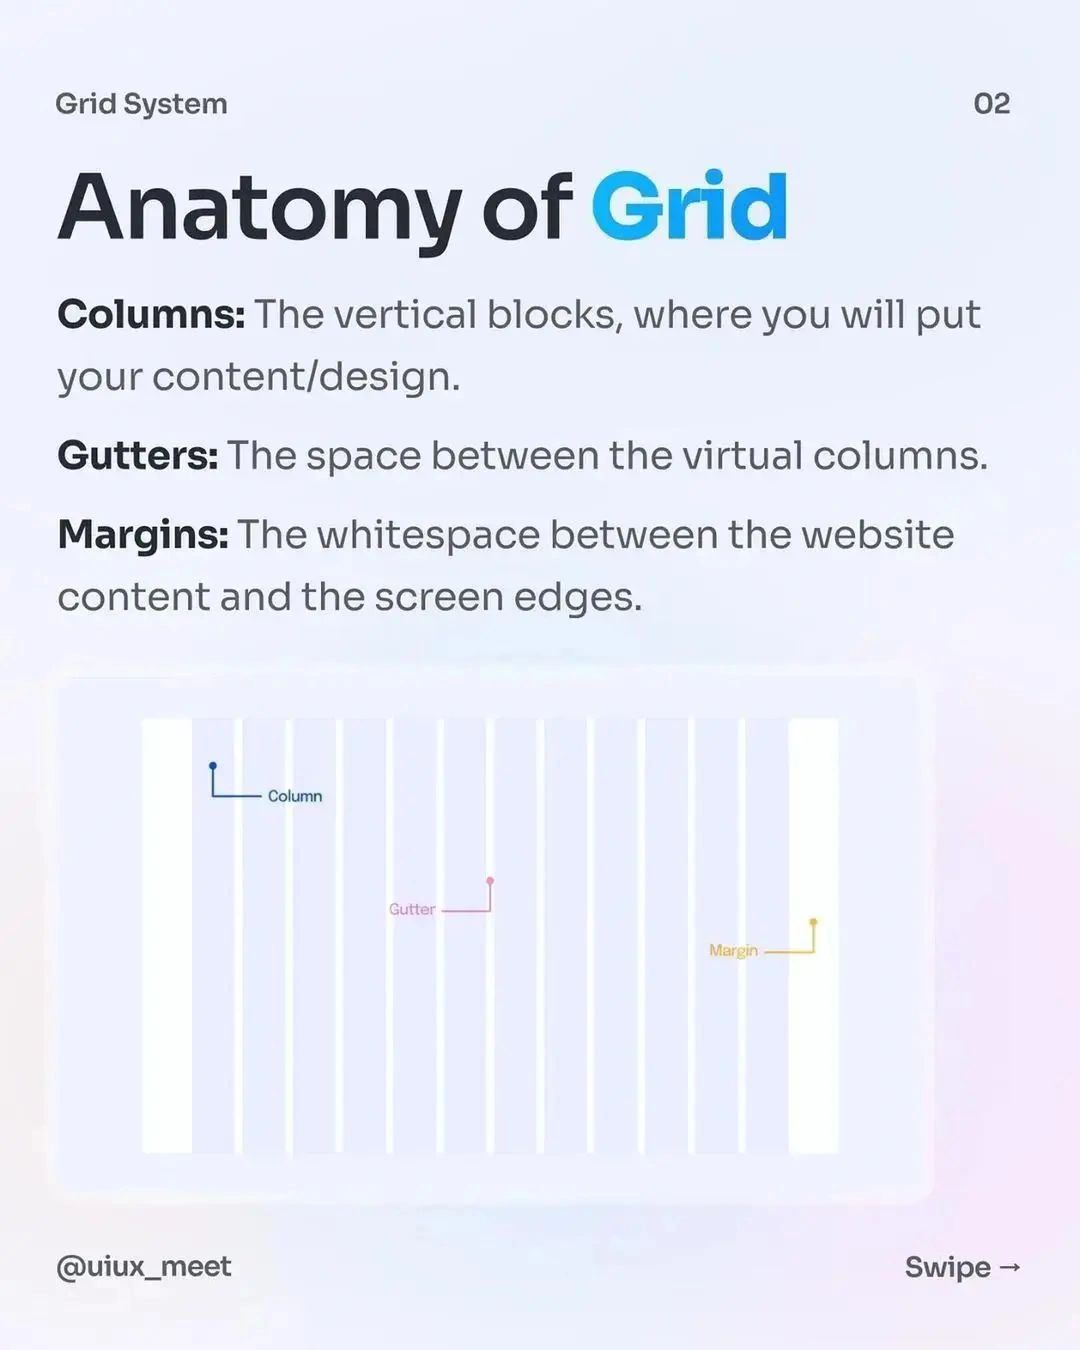 Grid System
02
Anatomy of Grid
Columns: The vertical blocks, where you will put
your content/design.
Gutters: The space between the virtual columns.
Margins: The whitespace between the website
content and the screen edges.
Column
Gutter
Margin
@uiux_meet
Swipe →